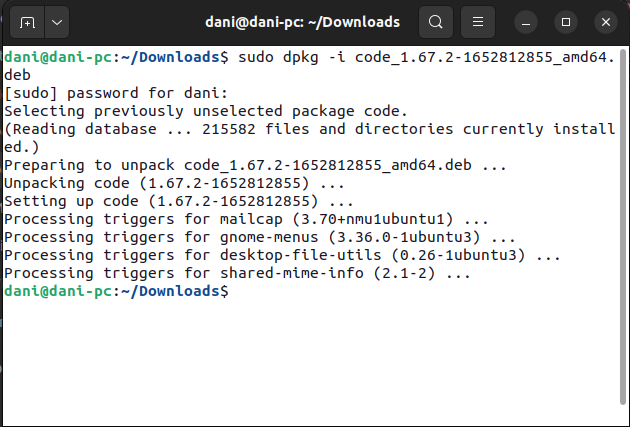 dani@dani-pc: ~/Downloads
dani@dani-pc:~/Downloads$ sudo dpkg -i code_1.67.2-1652812855_amd64.
deb
[sudo] password for dani:
Selecting previously unselected package code.
(Reading database ... 215582 files and directories currently install
ed.)
Preparing to unpack code_1.67.2-1652812855_amd64.deb ...
Unpacking code (1.67.2-1652812855) ...
Setting up code (1.67.2-1652812855) ...
Processing triggers for mailcap (3.70+nmu1ubuntu1) ...
Processing triggers for gnome-menus (3.36.0-1ubuntu3) ...
Processing triggers for desktop-file-utils (0.26-1ubuntu3) ...
Processing triggers for shared-mime-info (2.1-2) ...
dani@dani-pc:~/Downloads$